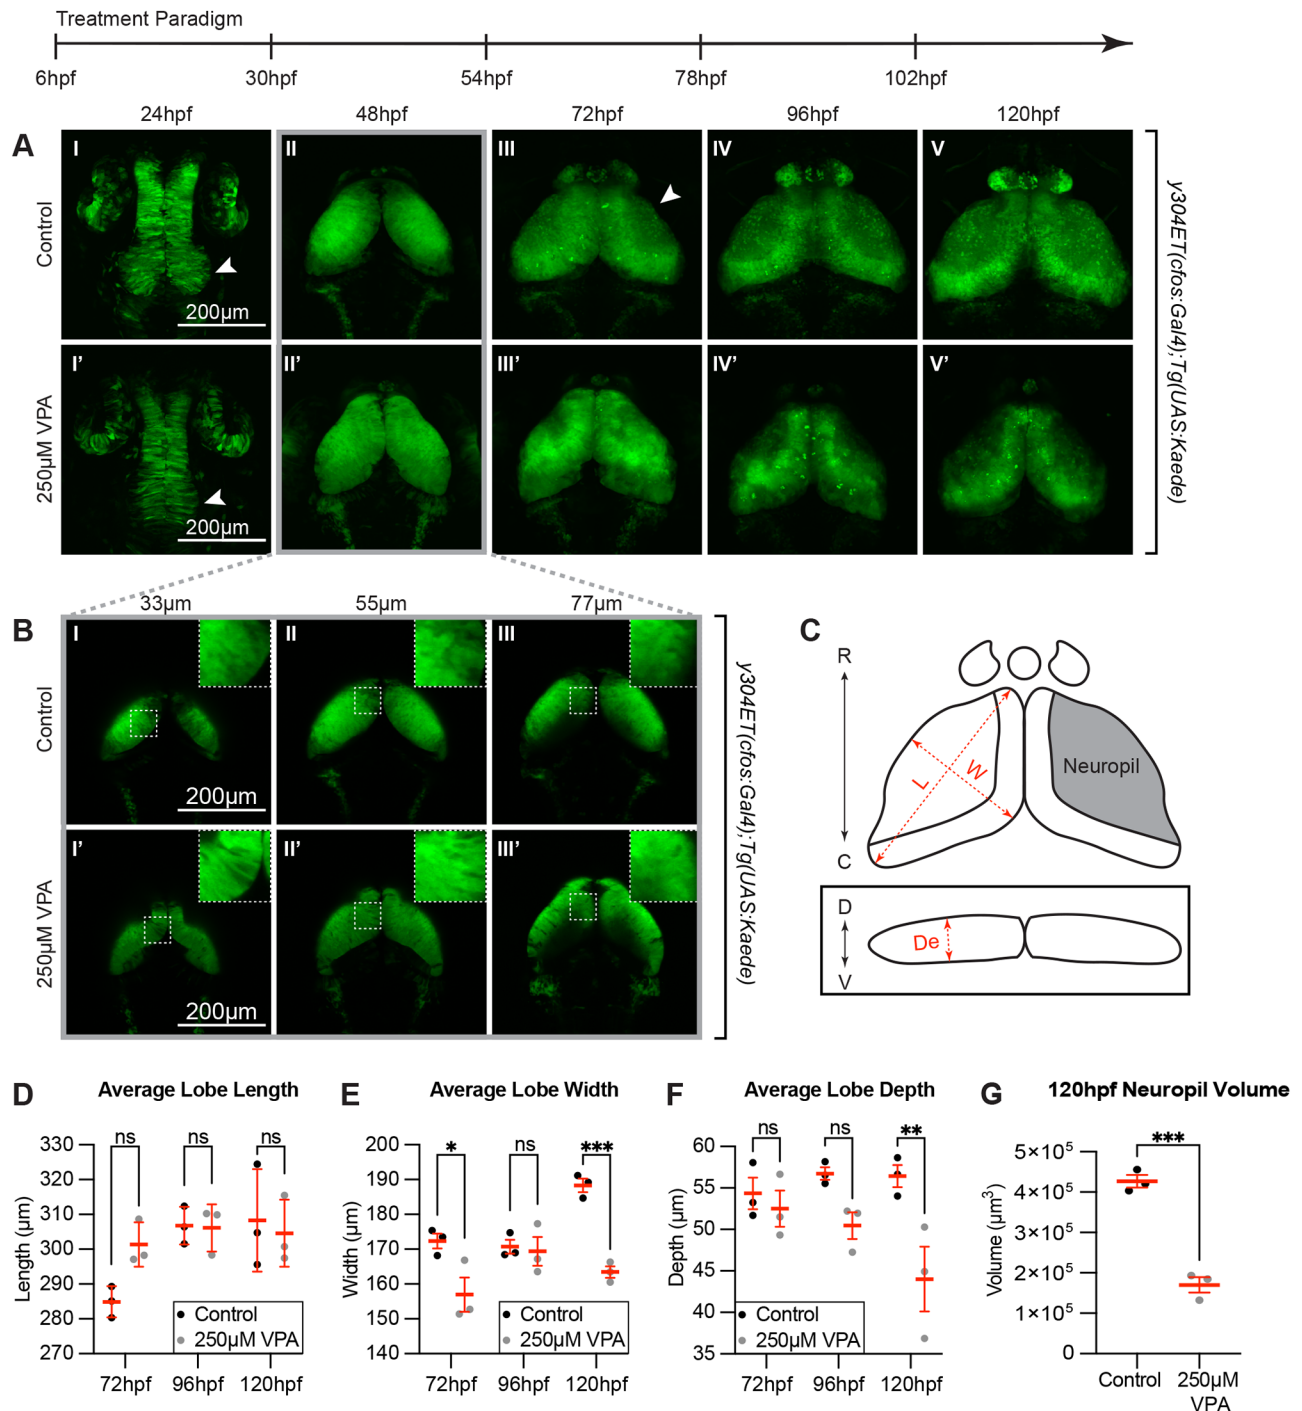 Treatment Paradigm
6hpf 30hpf 54hpf 78hpf 102hpf
24hpf 48hpf 72hpf 96hpf 120hpf
A
I II III IV V
Control
200µm
I' II' III' IV' V'
250µM VPA
200µm
y304ET(cfos:Gal4);Tg(UAS:Kaede)
33µm 55µm 77µm
B
I II III
Control
200µm
I' II' III'
250µM VPA
200µm
y304ET(cfos:Gal4);Tg(UAS:Kaede)
C
R
C
L
W
Neuropil
D
V
De
D
Average Lobe Length
ns ns ns
Length (µm)
330
320
310
300
290
280
270
Control
250µM VPA
72hpf 96hpf 120hpf
E
Average Lobe Width
* ns ***
Width (µm)
200
190
180
170
160
150
140
Control
250µM VPA
72hpf 96hpf 120hpf
F
Average Lobe Depth
ns ns **
Depth (µm)
60
55
50
45
40
35
Control
250µM VPA
72hpf 96hpf 120hpf
G
120hpf Neuropil Volume
***
Volume (µm³)
5×10⁵
4×10⁵
3×10⁵
2×10⁵
1×10⁵
0
Control 250µM
VPA